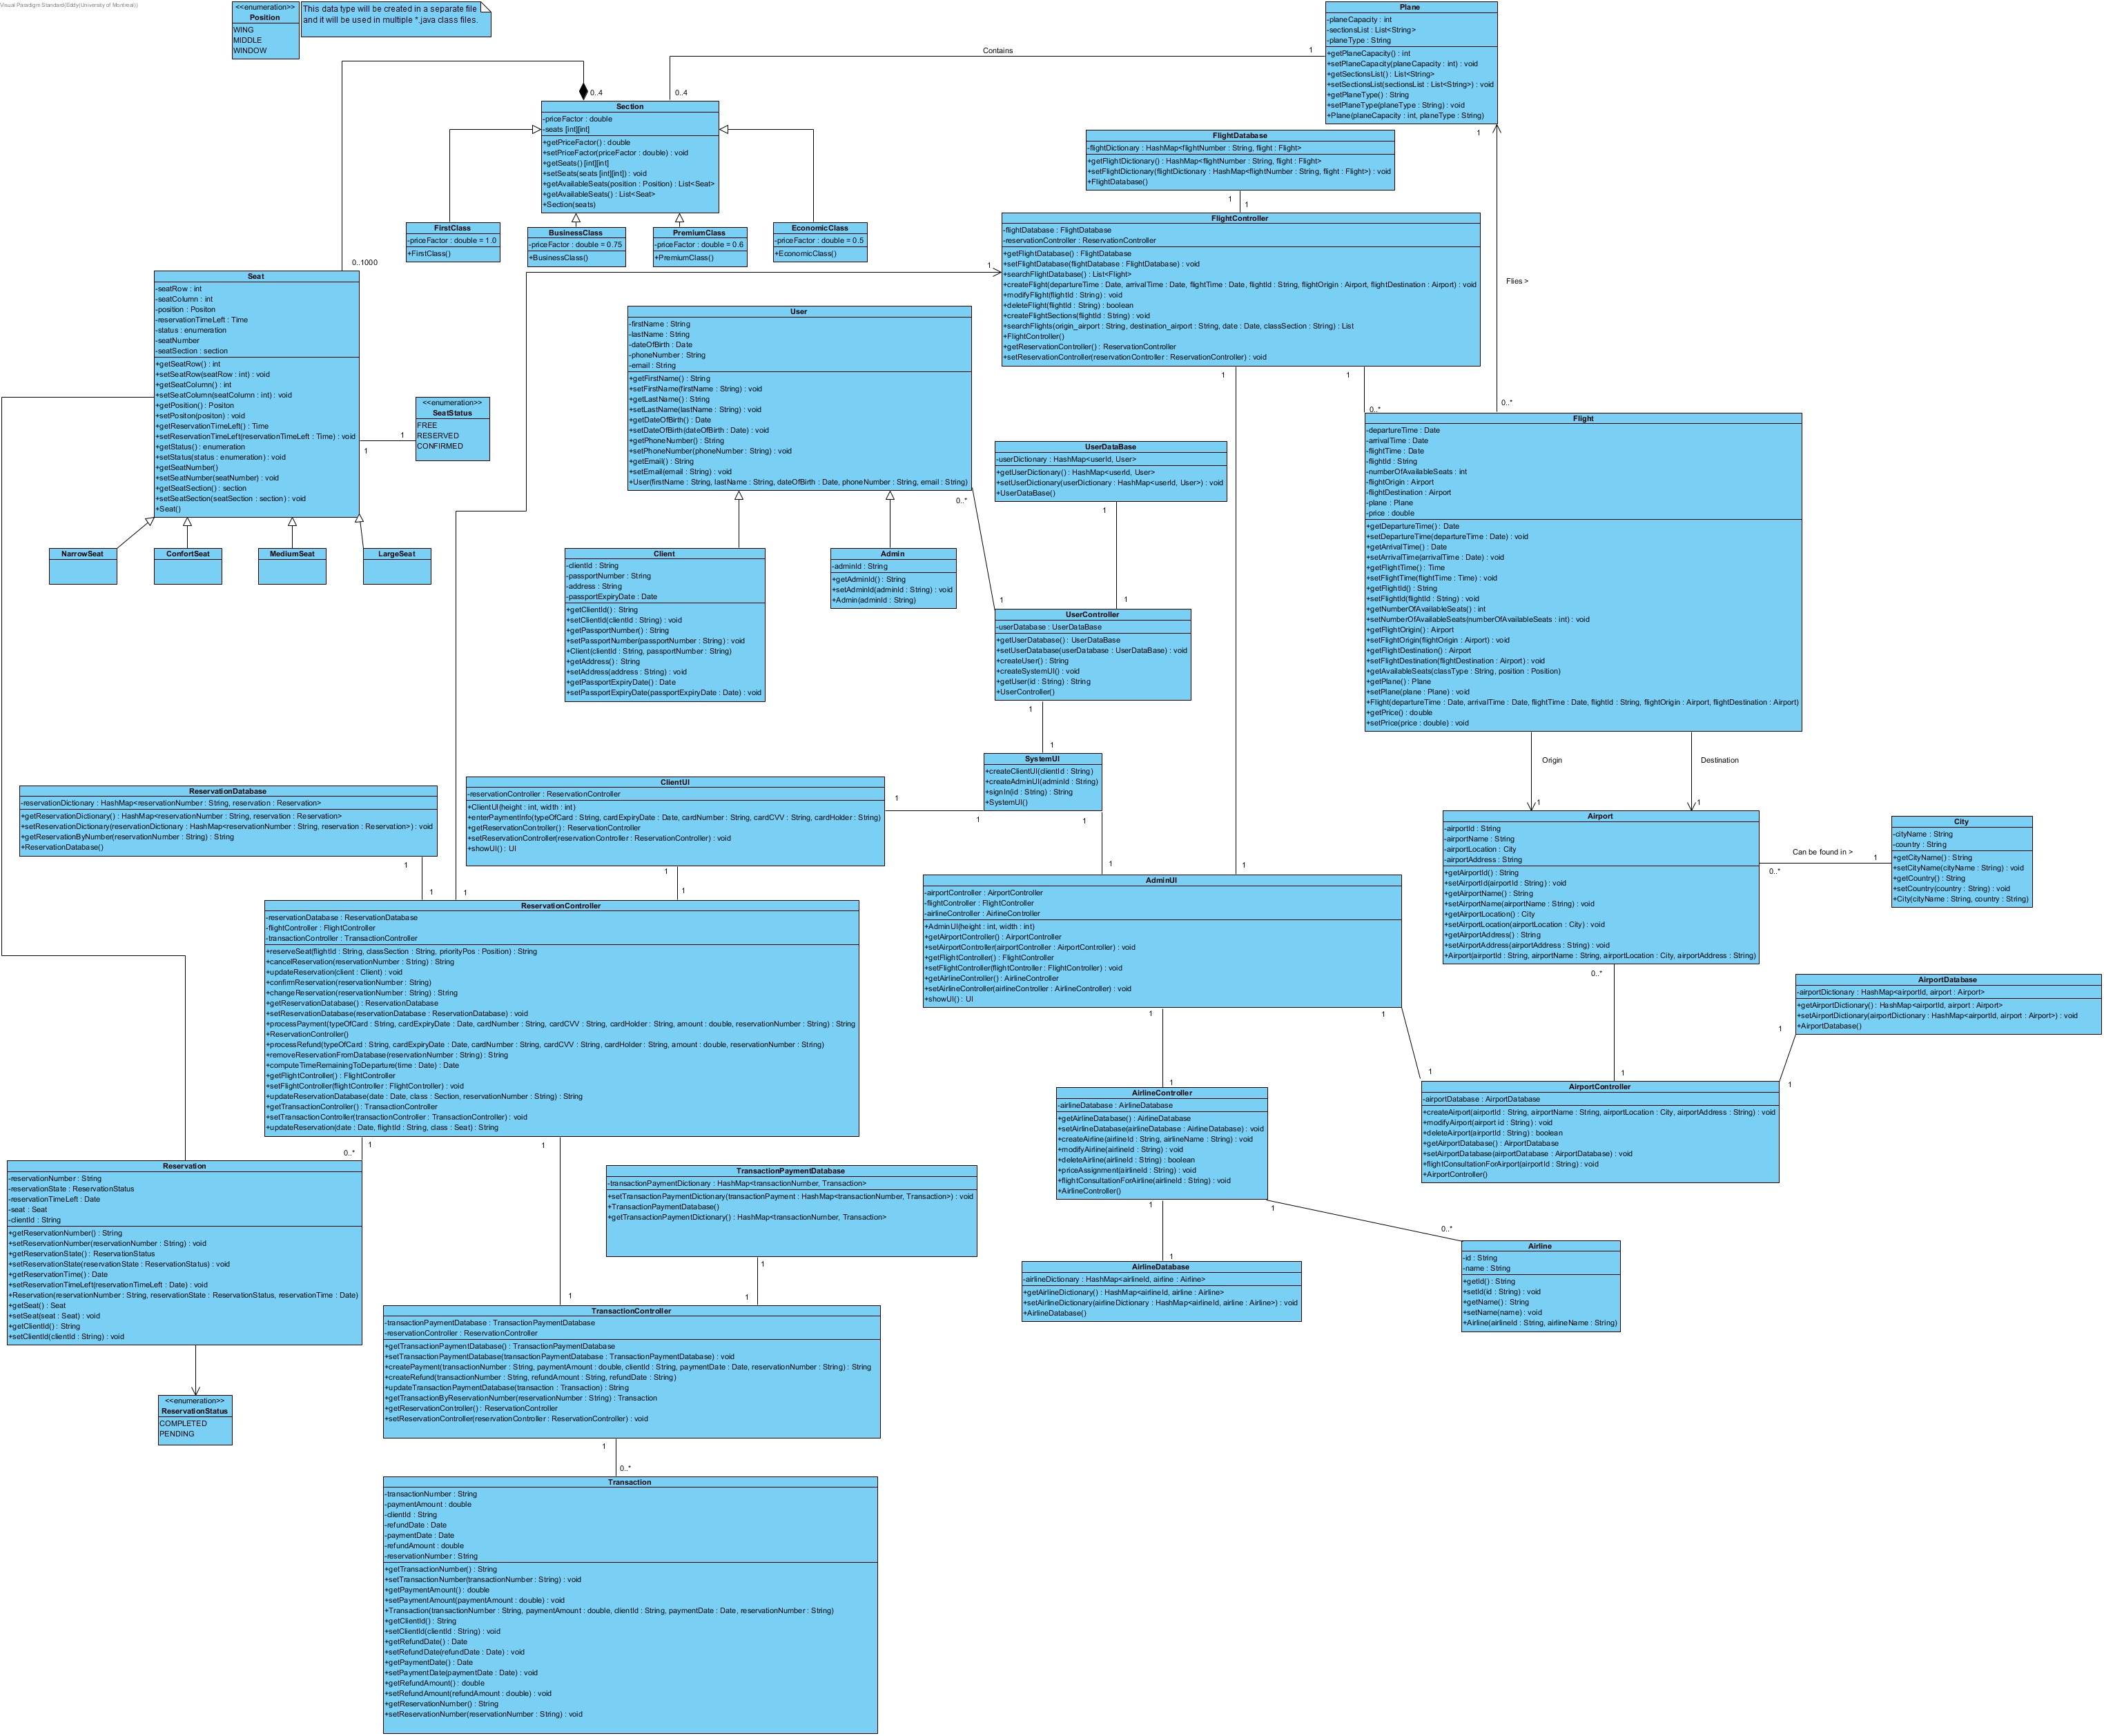 Visual Paradigm Standard(Eddy(University of Montreal))
<<enumeration>>
Position
WING
MIDDLE
WINDOW
This data type will be created in a separate file
and it will be used in multiple *.java class files.
Plane
-planeCapacity : int
-sectionsList : List<String>
-planeType : String
+getPlaneCapacity() : int
+setPlaneCapacity(planeCapacity : int) : void
+getSectionsList() : List<String>
+setSectionsList(sectionsList : List<String>) : void
+getPlaneType() : String
+setPlaneType(planeType : String) : void
+Plane(planeCapacity : int, planeType : String)
Contains
1
0..4
0..4
Section
-priceFactor : double
-seats [int][int]
+getPriceFactor() : double
+setPriceFactor(priceFactor : double) : void
+getSeats() [int][int]
+setSeats(seats [int][int]) : void
+getAvailableSeats(position : Position) : List<Seat>
+getAvailableSeats() : List<Seat>
+Section(seats)
1
FlightDatabase
-flightDictionary : HashMap<flightNumber : String, flight : Flight>
+getFlightDictionary() : HashMap<flightNumber : String, flight : Flight>
+setFlightDictionary(flightDictionary : HashMap<flightNumber : String, flight : Flight>) : void
+FlightDatabase()
1
1
FirstClass
-priceFactor : double = 1.0
+FirstClass()
BusinessClass
-priceFactor : double = 0.75
+BusinessClass()
PremiumClass
-priceFactor : double = 0.6
+PremiumClass()
EconomicClass
-priceFactor : double = 0.5
+EconomicClass()
FlightController
-flightDatabase : FlightDatabase
-reservationController : ReservationController
+getFlightDatabase() : FlightDatabase
+setFlightDatabase(flightDatabase : FlightDatabase) : void
+searchFlightDatabase() : List<Flight>
+createFlight(departureTime : Date, arrivalTime : Date, flightTime : Date, flightId : String, flightOrigin : Airport, flightDestination : Airport) : void
+modifyFlight(flightId : String) : void
+deleteFlight(flightId : String) : boolean
+createFlightSections(flightId : String) : void
+searchFlights(origin_airport : String, destination_airport : String, date : Date, classSection : String) : List
+FlightController()
+getReservationController() : ReservationController
+setReservationController(reservationController : ReservationController) : void
1
Flies >
0..1000
Seat
-seatRow : int
-seatColumn : int
-position : Positon
-reservationTimeLeft : Time
-status : enumeration
-seatNumber
-seatSection : section
+getSeatRow() : int
+setSeatRow(seatRow : int) : void
+getSeatColumn() : int
+setSeatColumn(seatColumn : int) : void
+getPosition() : Positon
+setPositon(positon) : void
+getReservationTimeLeft() : Time
+setReservationTimeLeft(reservationTimeLeft : Time) : void
+getStatus() : enumeration
+setStatus(status : enumeration) : void
+getSeatNumber()
+setSeatNumber(seatNumber) : void
+getSeatSection() : section
+setSeatSection(seatSection : section) : void
+Seat()
1
1
<<enumeration>>
SeatStatus
FREE
RESERVED
CONFIRMED
NarrowSeat
ConfortSeat
MediumSeat
LargeSeat
User
-firstName : String
-lastName : String
-dateOfBirth : Date
-phoneNumber : String
-email : String
+getFirstName() : String
+setFirstName(firstName : String) : void
+getLastName() : String
+setLastName(lastName : String) : void
+getDateOfBirth() : Date
+setDateOfBirth(dateOfBirth : Date) : void
+getPhoneNumber() : String
+setPhoneNumber(phoneNumber : String) : void
+getEmail() : String
+setEmail(email : String) : void
+User(firstName : String, lastName : String, dateOfBirth : Date, phoneNumber : String, email : String)
0..*
1
1
0..*
0..*
UserDataBase
-userDictionary : HashMap<userId, User>
+getUserDictionary() : HashMap<userId, User>
+setUserDictionary(userDictionary : HashMap<userId, User>) : void
+UserDataBase()
1
1
1
Flight
-departureTime : Date
-arrivalTime : Date
-flightTime : Date
-flightId : String
-numberOfAvailableSeats : int
-flightOrigin : Airport
-flightDestination : Airport
-plane : Plane
-price : double
+getDepartureTime() : Date
+setDepartureTime(departureTime : Date) : void
+getArrivalTime() : Date
+setArrivalTime(arrivalTime : Date) : void
+getFlightTime() : Time
+setFlightTime(flightTime : Time) : void
+getFlightId() : String
+setFlightId(flightId : String) : void
+getNumberOfAvailableSeats() : int
+setNumberOfAvailableSeats(numberOfAvailableSeats : int) : void
+getFlightOrigin() : Airport
+setFlightOrigin(flightOrigin : Airport) : void
+getFlightDestination() : Airport
+setFlightDestination(flightDestination : Airport) : void
+getAvailableSeats(classType : String, position : Position)
+getPlane() : Plane
+setPlane(plane : Plane) : void
+Flight(departureTime : Date, arrivalTime : Date, flightTime : Date, flightId : String, flightOrigin : Airport, flightDestination : Airport)
+getPrice() : double
+setPrice(price : double) : void
Client
-clientId : String
-passportNumber : String
-address : String
-passportExpiryDate : Date
+getClientId() : String
+setClientId(clientId : String) : void
+getPassportNumber() : String
+setPassportNumber(passportNumber : String) : void
+Client(clientId : String, passportNumber : String)
+getAddress() : String
+setAddress(address : String) : void
+getPassportExpiryDate() : Date
+setPassportExpiryDate(passportExpiryDate : Date) : void
Admin
-adminId : String
+getAdminId() : String
+setAdminId(adminId : String) : void
+Admin(adminId : String)
UserController
-userDatabase : UserDataBase
+getUserDatabase() : UserDataBase
+setUserDatabase(userDatabase : UserDataBase) : void
+createUser() : String
+createSystemUI() : void
+getUser(id : String) : String
+UserController()
1
1
SystemUI
+createClientUI(clientId : String)
+createAdminUI(adminId : String)
+signIn(id : String) : String
+SystemUI()
1
1
1
1
Origin
Destination
1
1
ClientUI
-reservationController : ReservationController
+ClientUI(height : int, width : int)
+enterPaymentInfo(typeOfCard : String, cardExpiryDate : Date, cardNumber : String, cardCVV : String, cardHolder : String)
+getReservationController() : ReservationController
+setReservationController(reservationController : ReservationController) : void
+showUI() : UI
1
1
ReservationDatabase
-reservationDictionary : HashMap<reservationNumber : String, reservation : Reservation>
+getReservationDictionary() : HashMap<reservationNumber : String, reservation : Reservation>
+setReservationDictionary(reservationDictionary : HashMap<reservationNumber : String, reservation : Reservation>) : void
+getReservationByNumber(reservationNumber : String) : String
+ReservationDatabase()
1
1
1
Airport
-airportId : String
-airportName : String
-airportLocation : City
-airportAddress : String
+getAirportId() : String
+setAirportId(airportId : String) : void
+getAirportName() : String
+setAirportName(airportName : String) : void
+getAirportLocation() : City
+setAirportLocation(airportLocation : City) : void
+getAirportAddress() : String
+setAirportAddress(airportAddress : String) : void
+Airport(airportId : String, airportName : String, airportLocation : City, airportAddress : String)
Can be found in >
1
0..*
City
-cityName : String
-country : String
+getCityName() : String
+setCityName(cityName : String) : void
+getCountry() : String
+setCountry(country : String) : void
+City(cityName : String, country : String)
1
AdminUI
-airportController : AirportController
-flightController : FlightController
-airlineController : AirlineController
+AdminUI(height : int, width : int)
+getAirportController() : AirportController
+setAirportController(airportController : AirportController) : void
+getFlightController() : FlightController
+setFlightController(flightController : FlightController) : void
+getAirlineController() : AirlineController
+setAirlineController(airlineController : AirlineController) : void
+showUI() : UI
1
1
0..*
ReservationController
-reservationDatabase : ReservationDatabase
-flightController : FlightController
-transactionController : TransactionController
+reserveSeat(flightId : String, classSection : String, priorityPos : Position) : String
+cancelReservation(reservationNumber : String) : String
+updateReservation(client : Client) : void
+confirmReservation(reservationNumber : String)
+changeReservation(reservationNumber : String) : String
+getReservationDatabase() : ReservationDatabase
+setReservationDatabase(reservationDatabase : ReservationDatabase) : void
+processPayment(typeOfCard : String, cardExpiryDate : Date, cardNumber : String, cardCVV : String, cardHolder : String, amount : double, reservationNumber : String) : String
+ReservationController()
+processRefund(typeOfCard : String, cardExpiryDate : Date, cardNumber : String, cardCVV : String, cardHolder : String, amount : double, reservationNumber : String)
+removeReservationFromDatabase(reservationNumber : String) : String
+computeTimeRemainingToDeparture(time : Date) : Date
+getFlightController() : FlightController
+setFlightController(flightController : FlightController) : void
+updateReservationDatabase(date : Date, class : Section, reservationNumber : String) : String
+getTransactionController() : TransactionController
+setTransactionController(transactionController : TransactionController) : void
+updateReservation(date : Date, flightId : String, class : Seat) : String
AirportDatabase
-airportDictionary : HashMap<airportId, airport : Airport>
+getAirportDictionary() : HashMap<airportId, airport : Airport>
+setAirportDictionary(airportDictionary : HashMap<airportId, airport : Airport>) : void
+AirportDatabase()
1
1
1
1
AirportController
-airportDatabase : AirportDatabase
+createAirport(airportId : String, airportName : String, airportLocation : City, airportAddress : String) : void
+modifyAirport(airport id : String) : void
+deleteAirport(airportId : String) : boolean
+getAirportDatabase() : AirportDatabase
+setAirportDatabase(airportDatabase : AirportDatabase) : void
+flightConsultationForAirport(airportId : String) : void
+AirportController()
1
AirlineController
-airlineDatabase : AirlineDatabase
+getAirlineDatabase() : AirlineDatabase
+setAirlineDatabase(airlineDatabase : AirlineDatabase) : void
+createAirline(airlineId : String, airlineName : String) : void
+modifyAirline(airlineId : String) : void
+deleteAirline(airlineId : String) : boolean
+priceAssignment(airlineId : String) : void
+flightConsultationForAirline(airlineId : String) : void
+AirlineController()
1
1
0..*
1
0..*
1
1
Reservation
-reservationNumber : String
-reservationState : ReservationStatus
-reservationTimeLeft : Date
-seat : Seat
-clientId : String
+getReservationNumber() : String
+setReservationNumber(reservationNumber : String) : void
+getReservationState() : ReservationStatus
+setReservationState(reservationState : ReservationStatus) : void
+getReservationTime() : Date
+setReservationTimeLeft(reservationTimeLeft : Date) : void
+Reservation(reservationNumber : String, reservationState : ReservationStatus, reservationTime : Date)
+getSeat() : Seat
+setSeat(seat : Seat) : void
+getClientId() : String
+setClientId(clientId : String) : void
TransactionPaymentDatabase
-transactionPaymentDictionary : HashMap<transactionNumber, Transaction>
+setTransactionPaymentDictionary(transactionPayment : HashMap<transactionNumber, Transaction>) : void
+TransactionPaymentDatabase()
+getTransactionPaymentDictionary() : HashMap<transactionNumber, Transaction>
1
1
1
AirlineDatabase
-airlineDictionary : HashMap<airlineId, airline : Airline>
+getAirlineDictionary() : HashMap<airlineId, airline : Airline>
+setAirlineDictionary(airlineDictionary : HashMap<airlineId, airline : Airline>) : void
+AirlineDatabase()
Airline
-id : String
-name : String
+getId() : String
+setId(id : String) : void
+getName() : String
+setName(name) : void
+Airline(airlineId : String, airlineName : String)
TransactionController
-transactionPaymentDatabase : TransactionPaymentDatabase
-reservationController : ReservationController
+getTransactionPaymentDatabase() : TransactionPaymentDatabase
+setTransactionPaymentDatabase(transactionPaymentDatabase : TransactionPaymentDatabase) : void
+createPayment(transactionNumber : String, paymentAmount : double, clientId : String, paymentDate : Date, reservationNumber : String) : String
+createRefund(transactionNumber : String, refundAmount : String, refundDate : String)
+updateTransactionPaymentDatabase(transaction : Transaction) : String
+getTransactionByReservationNumber(reservationNumber : String) : Transaction
+getReservationController() : ReservationController
+setReservationController(reservationController : ReservationController) : void
<<enumeration>>
ReservationStatus
COMPLETED
PENDING
1
0..*
Transaction
-transactionNumber : String
-paymentAmount : double
-clientId : String
-refundDate : Date
-paymentDate : Date
-refundAmount : double
-reservationNumber : String
+getTransactionNumber() : String
+setTransactionNumber(transactionNumber : String) : void
+getPaymentAmount() : double
+setPaymentAmount(paymentAmount : double) : void
+Transaction(transactionNumber : String, paymentAmount : double, clientId : String, paymentDate : Date, reservationNumber : String)
+getClientId() : String
+setClientId(clientId : String) : void
+getRefundDate() : Date
+setRefundDate(refundDate : Date) : void
+getPaymentDate() : Date
+setPaymentDate(paymentDate : Date) : void
+getRefundAmount() : double
+setRefundAmount(refundAmount : double) : void
+getReservationNumber() : String
+setReservationNumber(reservationNumber : String) : void